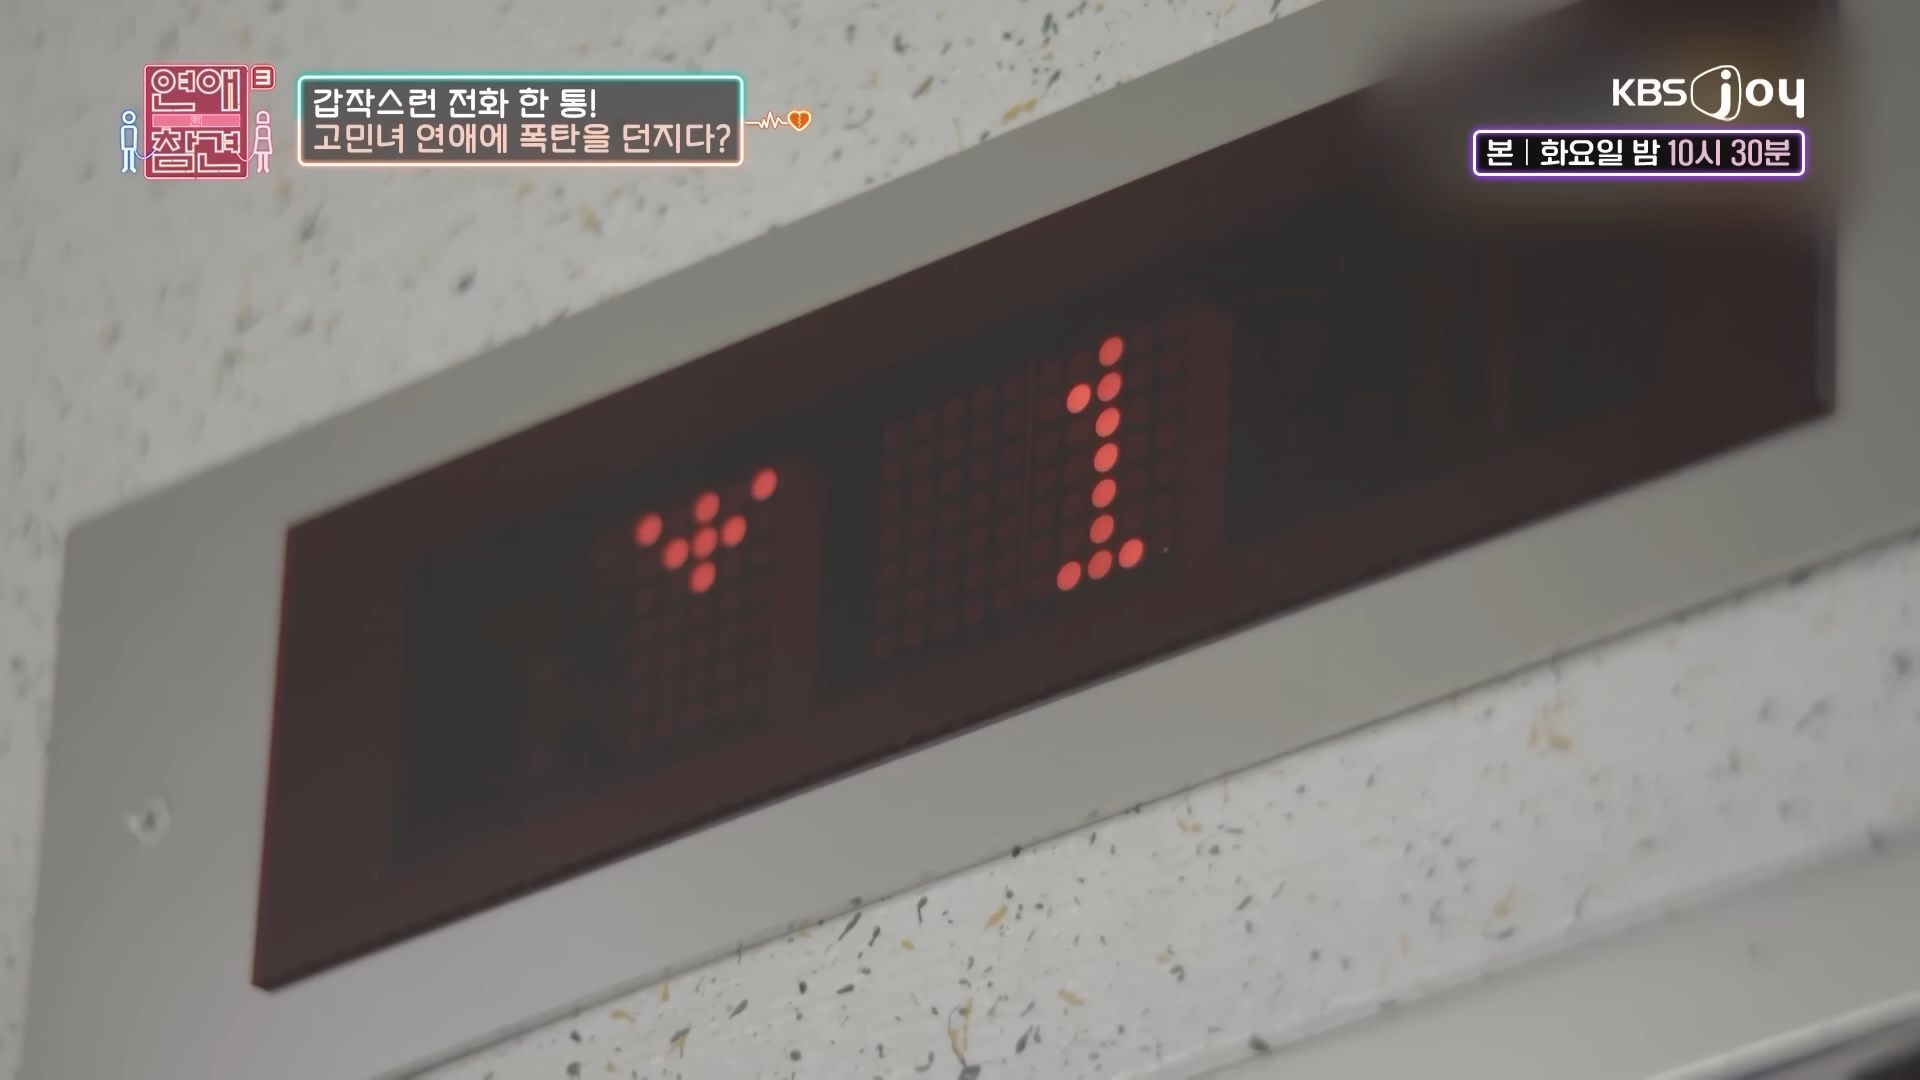 연애의 참견 3
갑작스런 전화 한 통!
고민녀 연애에 폭탄을 던지다?
KBS joy
본 | 화요일 밤 10시 30분
1